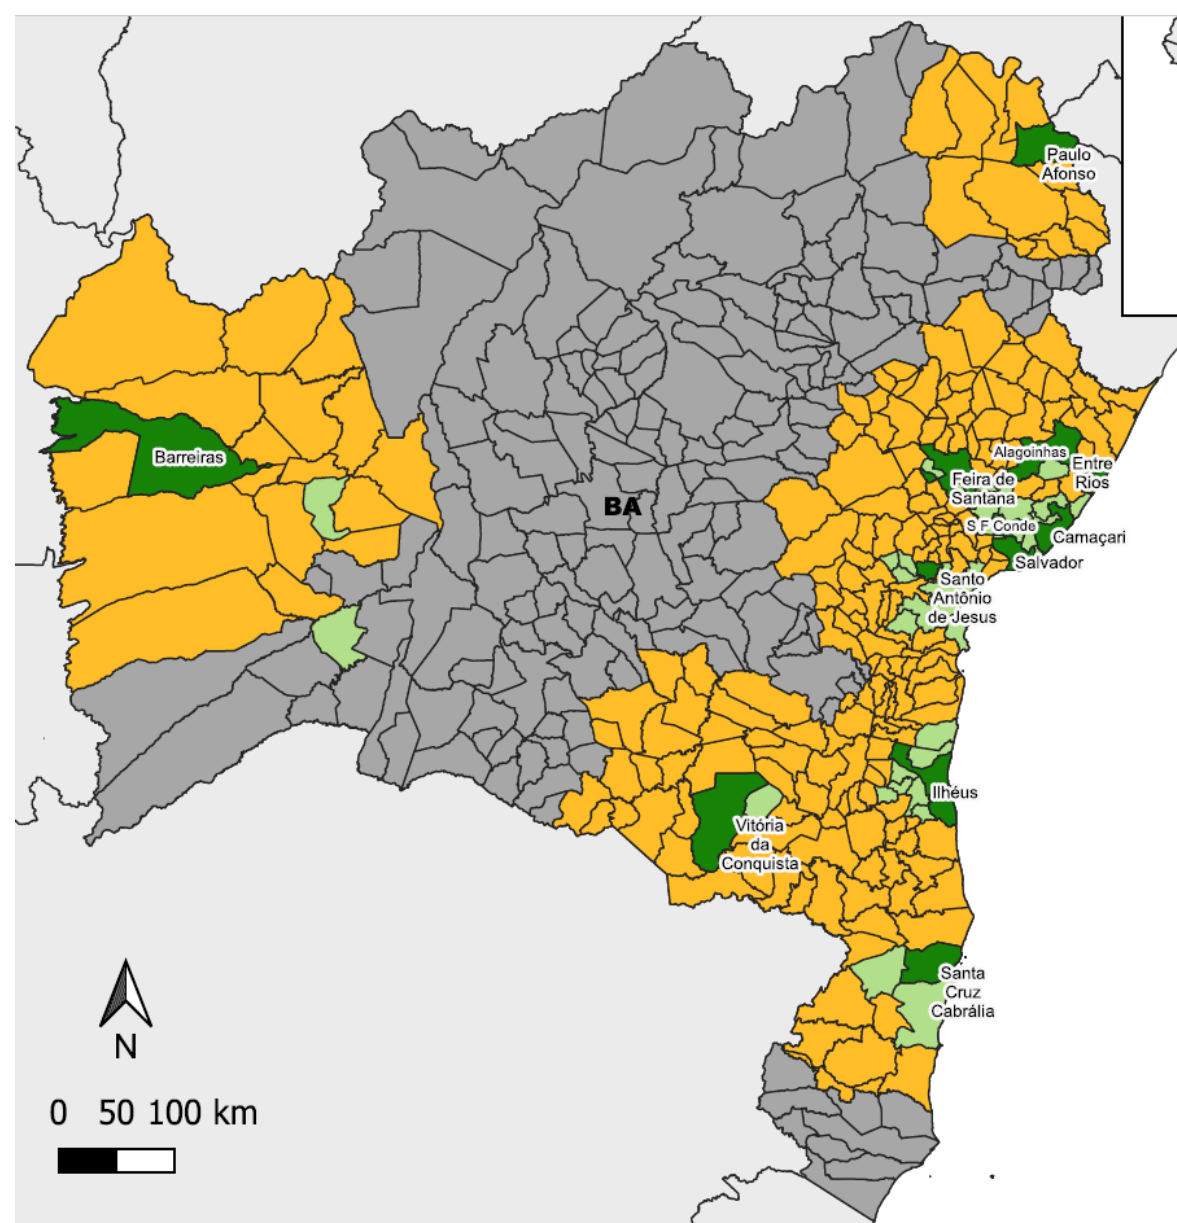 Paulo
Afonso
Barreiras
BA
Alagoinhas
Entre
Rios
Feira de
Santana
S F Conde
Camaçari
Salvador
Santo
Antônio
de Jesus
Ilhéus
Vitória
da
Conquista
Santa
Cruz
Cabrália
N
0 50 100 km